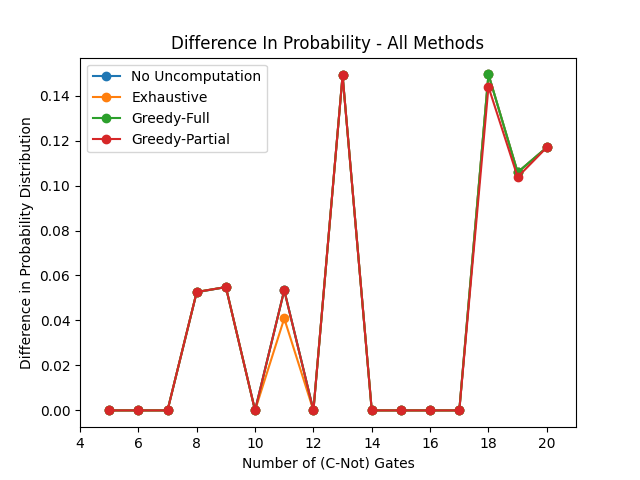 Difference In Probability - All Methods
No Uncomputation
Exhaustive
Greedy-Full
Greedy-Partial
Difference in Probability Distribution
0.14
0.12
0.10
0.08
0.06
0.04
0.02
0.00
4 6 8 10 12 14 16 18 20
Number of (C-Not) Gates